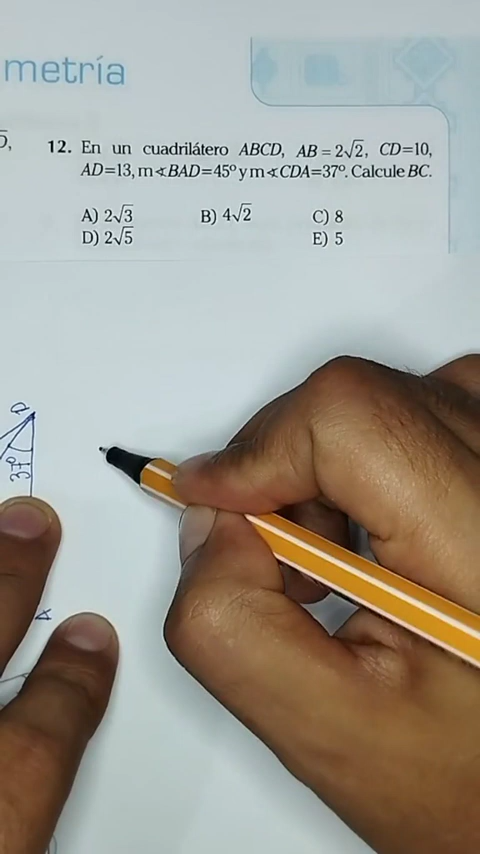 metría
12. En un cuadrilátero ABCD, AB=2√2, CD=10,
AD=13, m∢BAD=45° y m∢CDA=37°. Calcule BC.
A) 2√3 B) 4√2 C) 8
D) 2√5 E) 5
D
37°
A